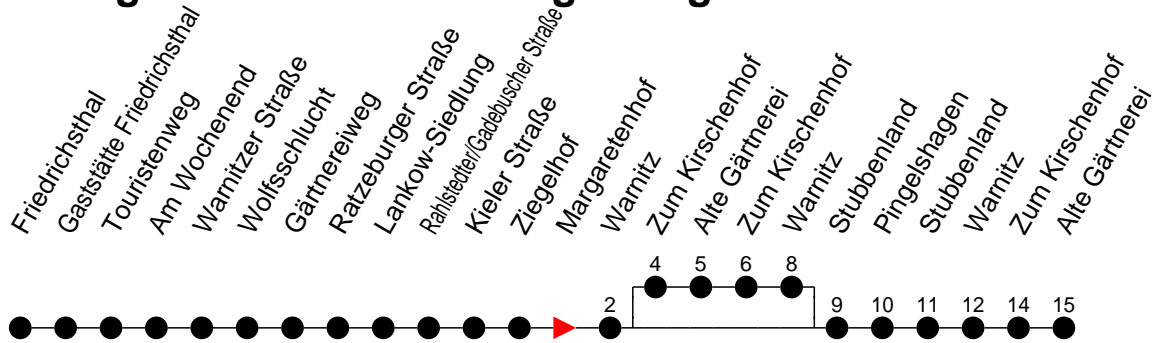 Friedrichsthal
Gaststätte Friedrichsthal
Touristenweg
Am Wochenend
Warnitzer Straße
Wolfsschlucht
Gärtnereiweg
Ratzeburger Straße
Lankow-Siedlung
Rahlstedter/Gadebuscher Straße
Kieler Straße
Ziegelhof
Margaretenhof
Warnitz
Zum Kirschenhof
Alte Gärtnerei
Zum Kirschenhof
Warnitz
Stubbenland
Pingelshagen
Stubbenland
Warnitz
Zum Kirschenhof
Alte Gärtnerei
4 5 6 8
2 9 10 11 12 14 15